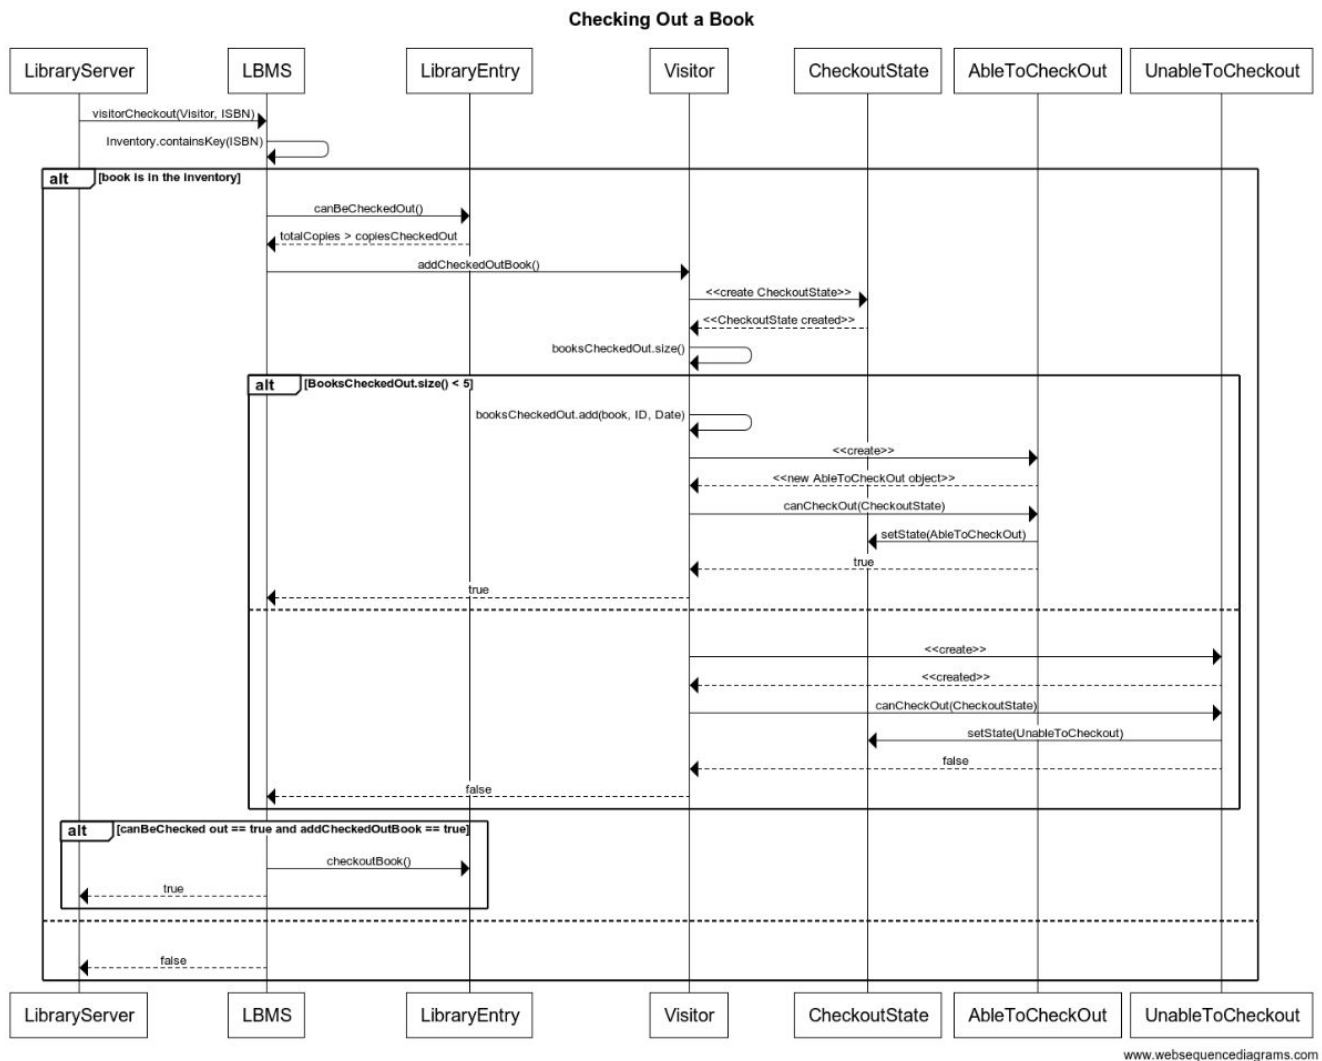 Checking Out a Book
LibraryServer
LBMS
LibraryEntry
Visitor
CheckoutState
AbleToCheckOut
UnableToCheckout
visitorCheckout(Visitor, ISBN)
Inventory.containsKey(ISBN)
alt [book is in the inventory]
canBeCheckedOut()
totalCopies > copiesCheckedOut
addCheckedOutBook()
<<create CheckoutState>>
<<CheckoutState created>>
booksCheckedOut.size()
alt [BooksCheckedOut.size() < 5]
booksCheckedOut.add(book, ID, Date)
<<create>>
<<new AbleToCheckOut object>>
canCheckOut(CheckoutState)
setState(AbleToCheckOut)
true
true
<<create>>
<<created>>
canCheckOut(CheckoutState)
setState(UnableToCheckout)
false
false
alt [canBeChecked out == true and addCheckedOutBook == true]
checkoutBook()
true
false
LibraryServer
LBMS
LibraryEntry
Visitor
CheckoutState
AbleToCheckOut
UnableToCheckout
www.websequencediagrams.com